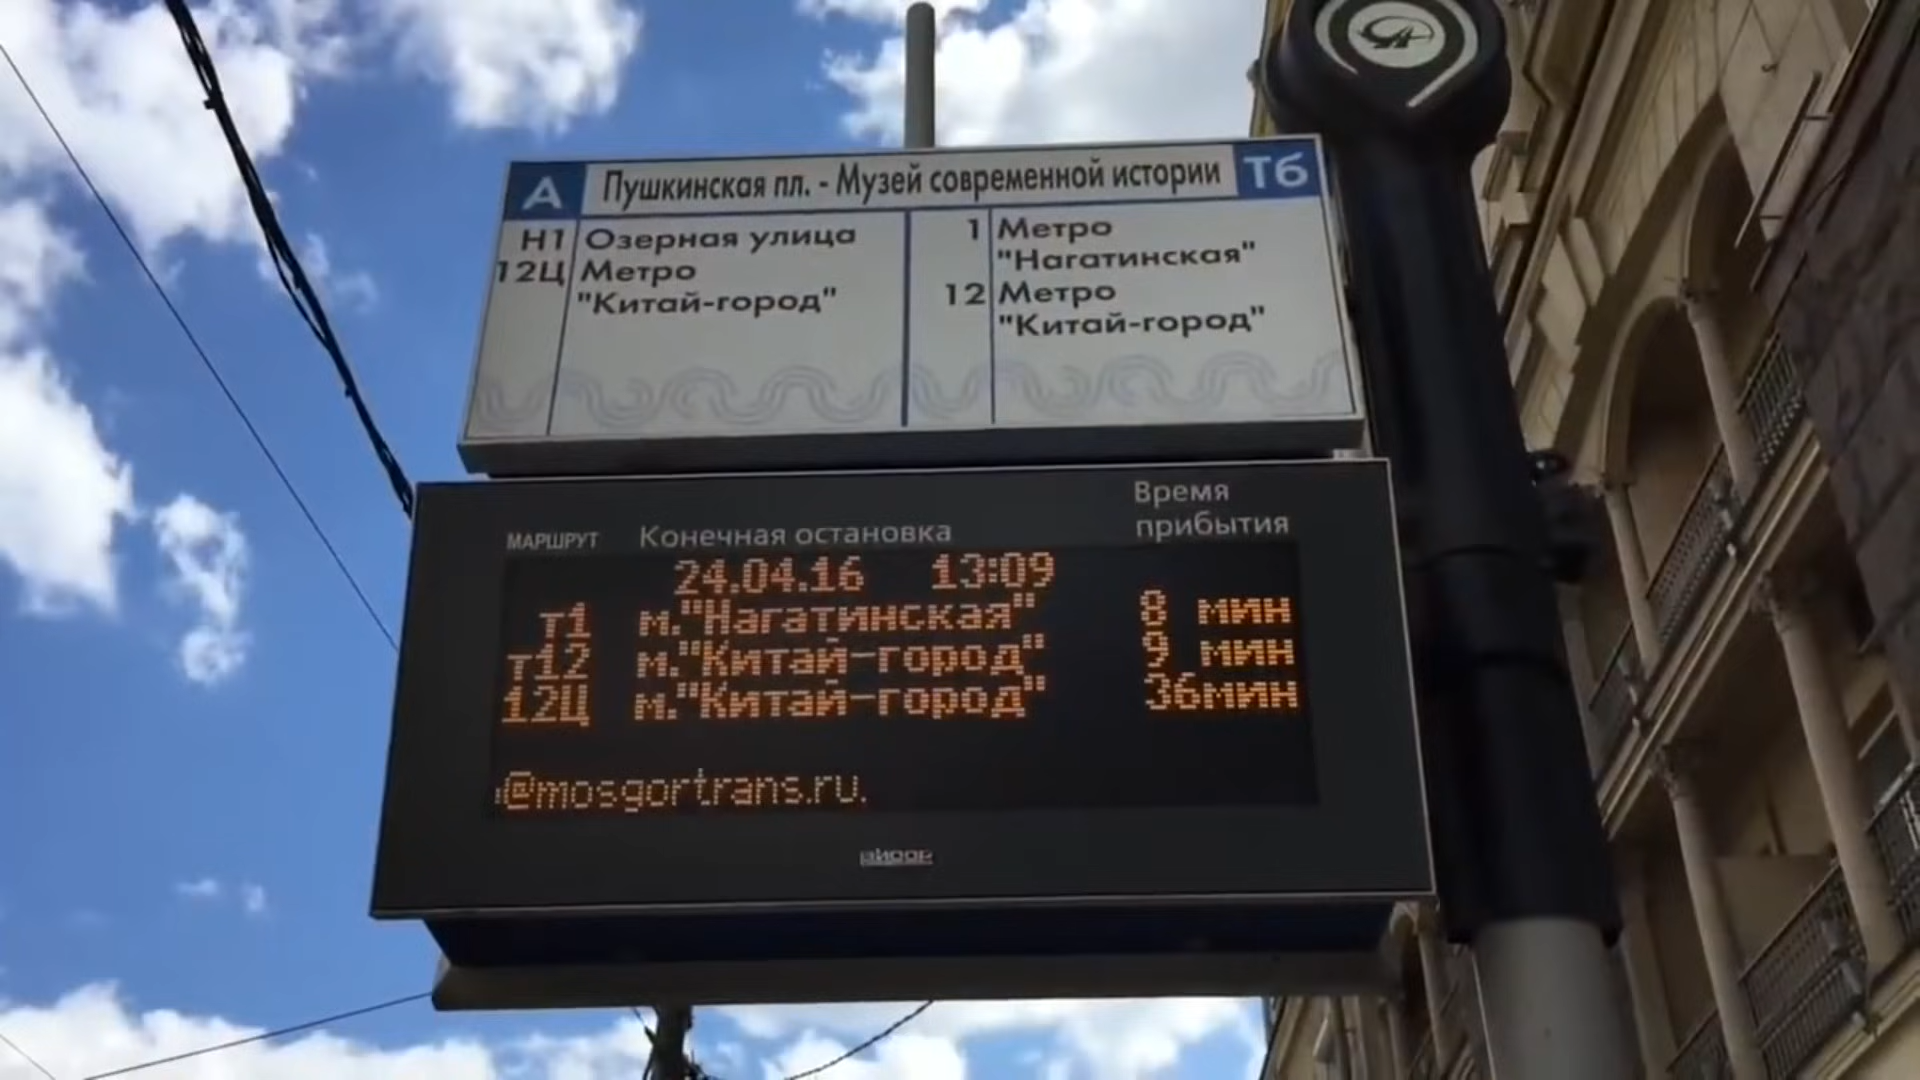 А Пушкинская пл. - Музей современной истории Тб
Н1 Озерная улица
12Ц Метро
"Китай-город"
1 Метро
"Нагатинская"
12 Метро
"Китай-город"
МАРШРУТ Конечная остановка Время
прибытия
24.04.16 13:09
т1 м."Нагатинская" 8 мин
т12 м."Китай-город" 9 мин
12Ц м."Китай-город" 36мин
@mosgortrans.ru.